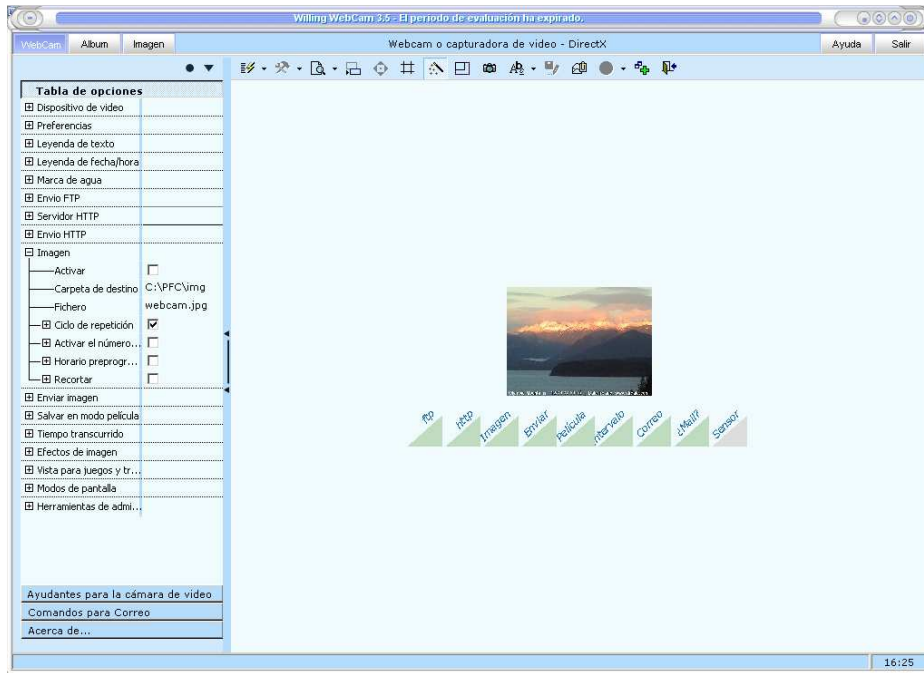 Willing WebCam 3.5 - El periodo de evaluación ha expirado.
WebCam Album Imagen Webcam o capturadora de video - DirectX Ayuda Salir
Tabla de opciones
Dispositivo de video
Preferencias
Leyenda de texto
Leyenda de fecha/hora
Marca de agua
Envio FTP
Servidor HTTP
Envio HTTP
Imagen
Activar
Carpeta de destino C:\PFC\img
Fichero webcam.jpg
Ciclo de repetición
Activar el número...
Horario preprogr...
Recortar
Enviar imagen
Salvar en modo película
Tiempo transcurrido
Efectos de imagen
Vista para juegos y tr...
Modos de pantalla
Herramientas de admi...
ftp http Imagen Enviar Película ntervalo Correo ¿Mail? Sensor
Ayudantes para la cámara de video
Comandos para Correo
Acerca de...
16:25